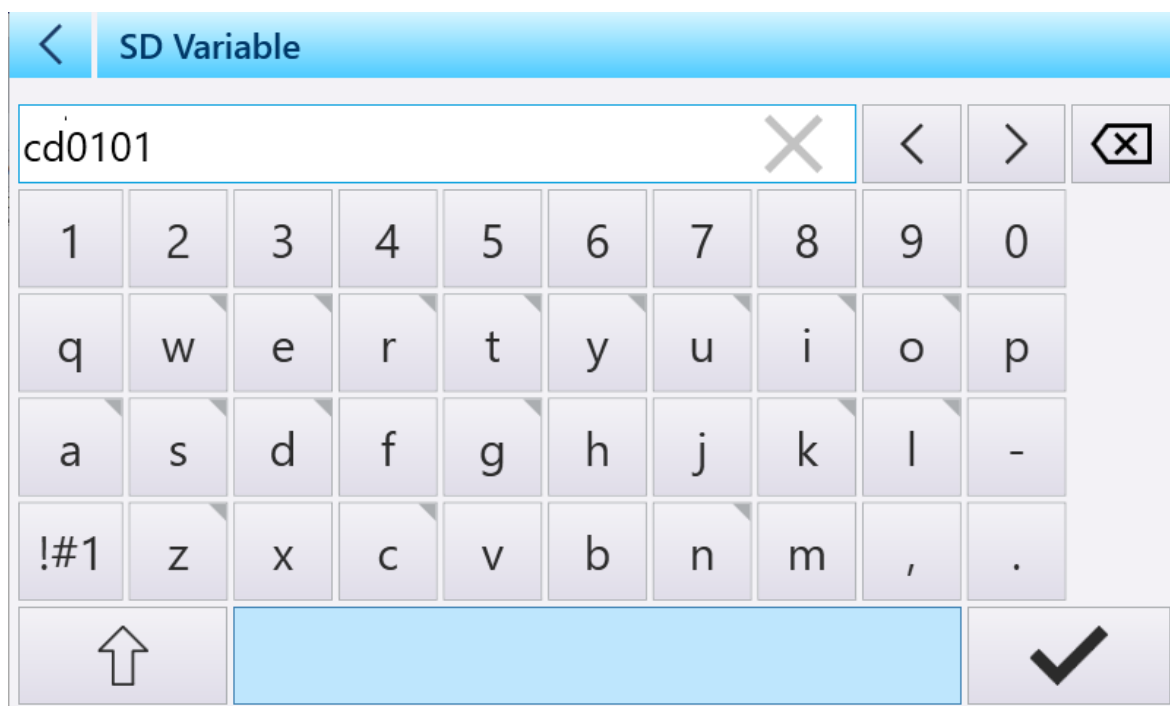 SD Variable
cd0101
1 2 3 4 5 6 7 8 9 0
q w e r t y u i o p
a s d f g h j k l -
!#1 z x c v b n m , .